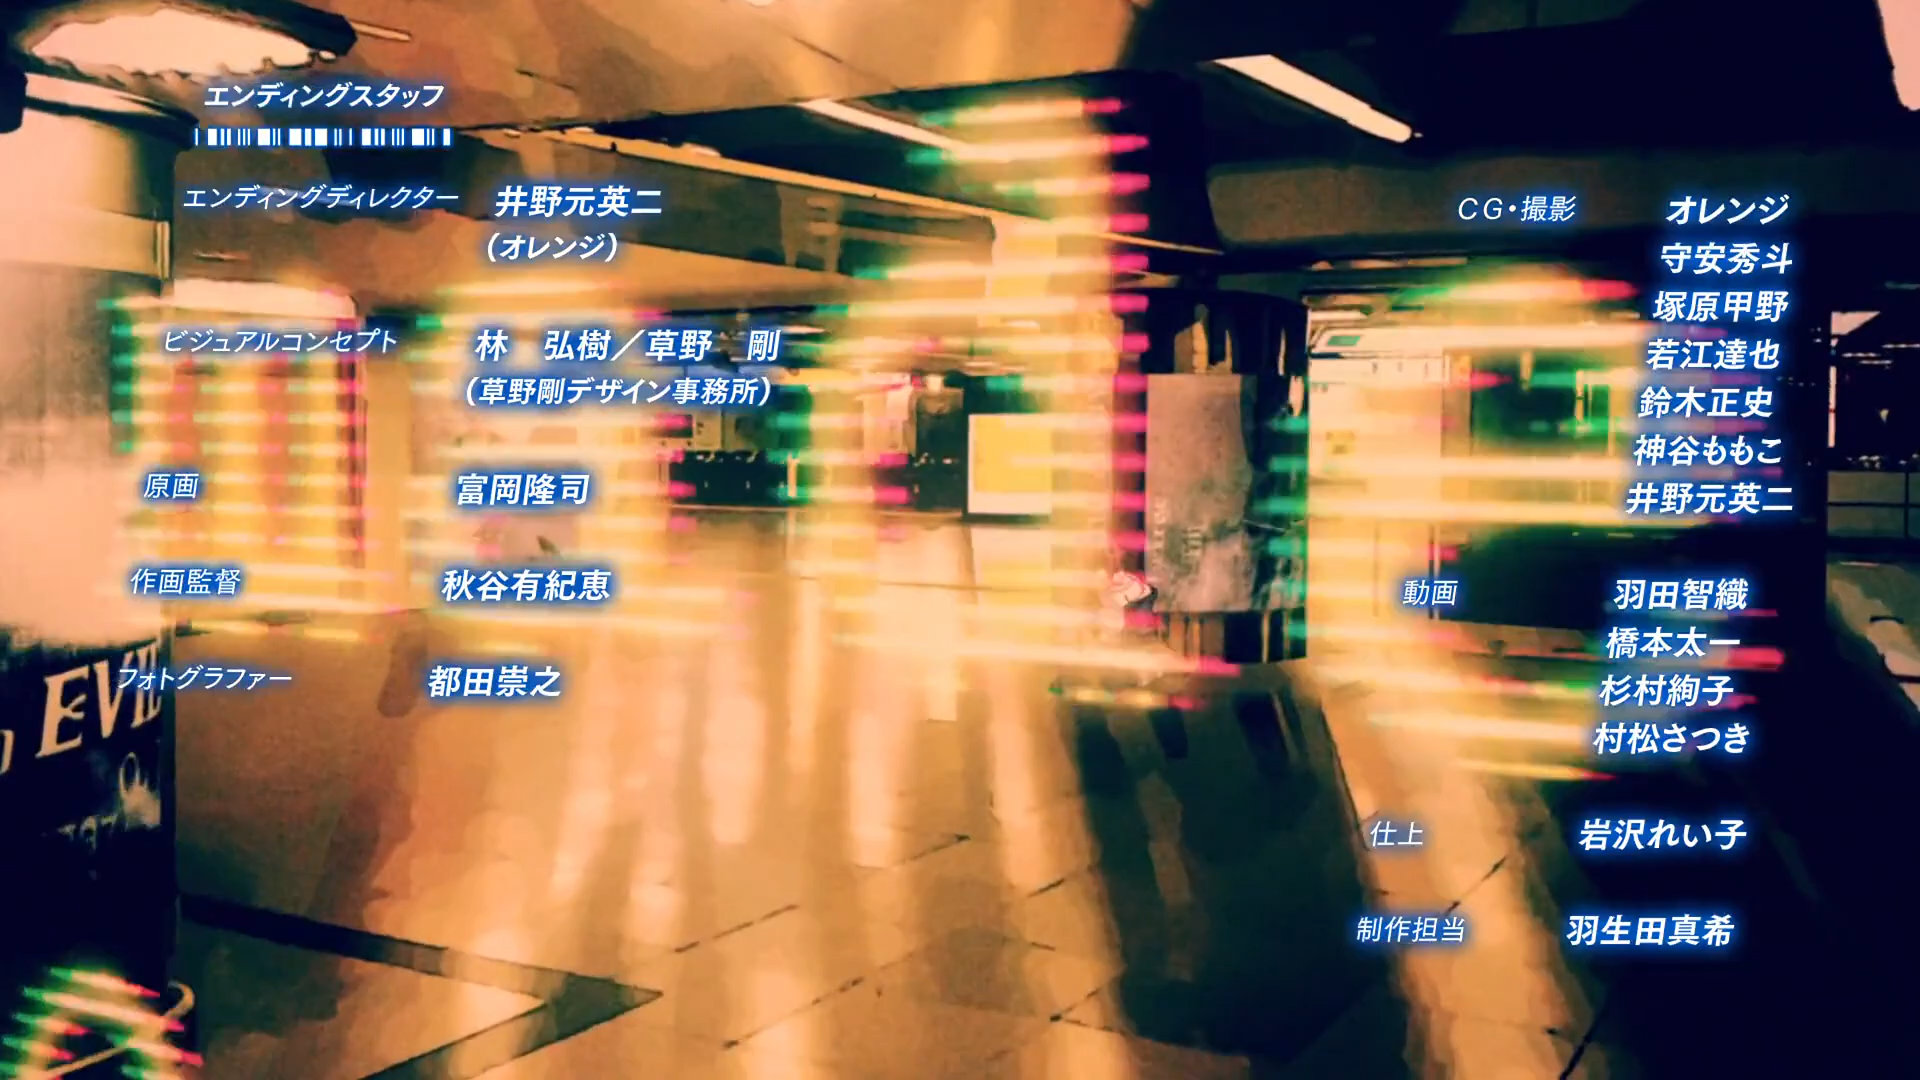 エンディングスタッフ
エンディングディレクター 井野元英二
(オレンジ)
ビジュアルコンセプト 林 弘樹／草野 剛
(草野剛デザイン事務所)
原画 富岡隆司
作画監督 秋谷有紀恵
フォトグラファー 都田崇之
CG・撮影 オレンジ
守安秀斗
塚原甲野
若江達也
鈴木正史
神谷ももこ
井野元英二
動画 羽田智織
橋本太一
杉村絢子
村松さつき
仕上 岩沢れい子
制作担当 羽生田真希
EVIL